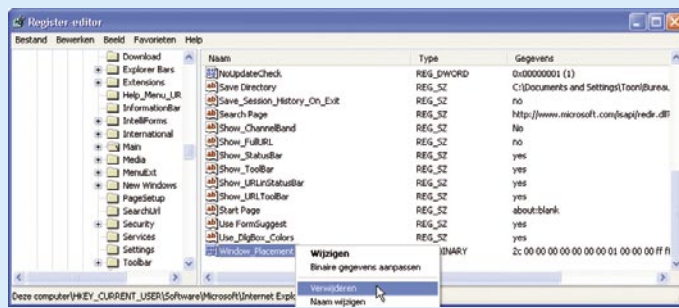 Register-editor
Bestand Bewerken Beeld Favorieten Help
Download
Explorer Bars
Extensions
Help_Menu_UR
InformationBar
IntelliForms
International
Main
Media
MenuExt
New Windows
PageSetup
SearchUrl
Security
Services
Settings
Toolbar
Naam Type Gegevens
NoUpdateCheck REG_DWORD 0x00000001 (1)
Save Directory REG_SZ C:\Documents and Settings\Toon\Bureau
Save_Session_History_On_Exit REG_SZ no
Search Page REG_SZ http://www.microsoft.com/isapi/redir.dll?
Show_ChannelBand REG_SZ No
Show_FullURL REG_SZ no
Show_StatusBar REG_SZ yes
Show_ToolBar REG_SZ yes
Show_URLinStatusBar REG_SZ yes
Show_URLToolBar REG_SZ yes
Start Page REG_SZ about:blank
Use FormSuggest REG_SZ yes
Use_DlgBox_Colors REG_SZ yes
Window_Placement INARY 2c 00 00 00 00 00 00 00 01 00 00 00 ff
Wijzigen
Binaire gegevens aanpassen
Verwijderen
Naam wijzigen
Deze computer\HKEY_CURRENT_USER\Software\Microsoft\Internet Explo